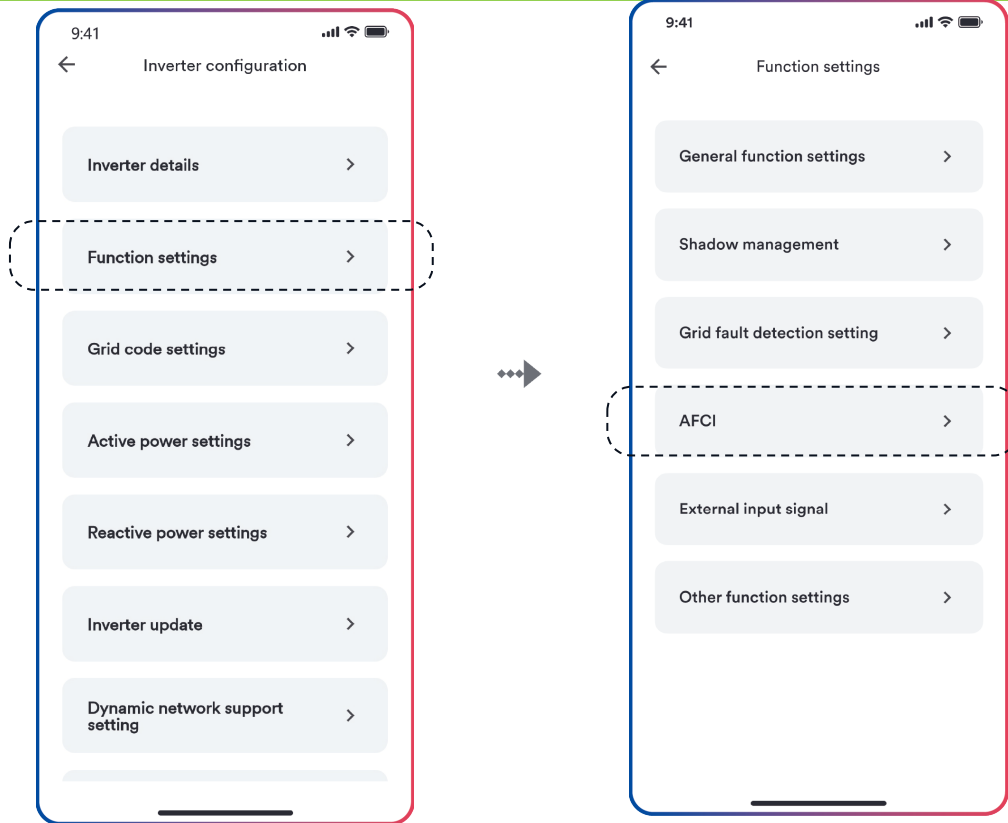 9:41
Inverter configuration
Inverter details
Function settings
Grid code settings
Active power settings
Reactive power settings
Inverter update
Dynamic network support
setting
9:41
Function settings
General function settings
Shadow management
Grid fault detection setting
AFCI
External input signal
Other function settings